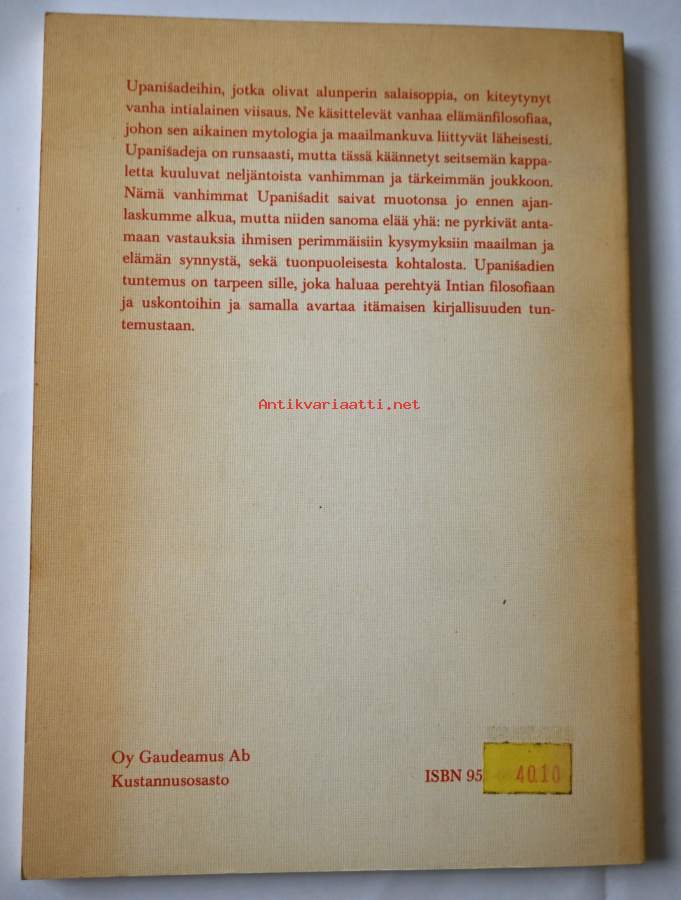 Upaniśadeihin, jotka olivat alunperin salaisoppia, on kiteytynyt
vanha intialainen viisaus. Ne käsittelevät vanhaa elämänfilosofiaa,
johon sen aikainen mytologia ja maailmankuva liittyvät läheisesti.
Upaniśadeja on runsaasti, mutta tässä käännetyt seitsemän kappa-
letta kuuluvat neljäntoista vanhimman ja tärkeimmän joukkoon.
Nämä vanhimmat Upaniśadit saivat muotonsa jo ennen ajan-
laskumme alkua, mutta niiden sanoma elää yhä: ne pyrkivät anta-
maan vastauksia ihmisen perimmäisiin kysymyksiin maailman ja
elämän synnystä, sekä tuonpuoleisesta kohtalosta. Upaniśadien
tuntemus on tarpeen sille, joka haluaa perehtyä Intian filosofiaan
ja uskontoihin ja samalla avartaa itämaisen kirjallisuuden tun-
temustaan.
Antikvariaatti.net
Oy Gaudeamus Ab
Kustannusosasto
ISBN 95 40.10